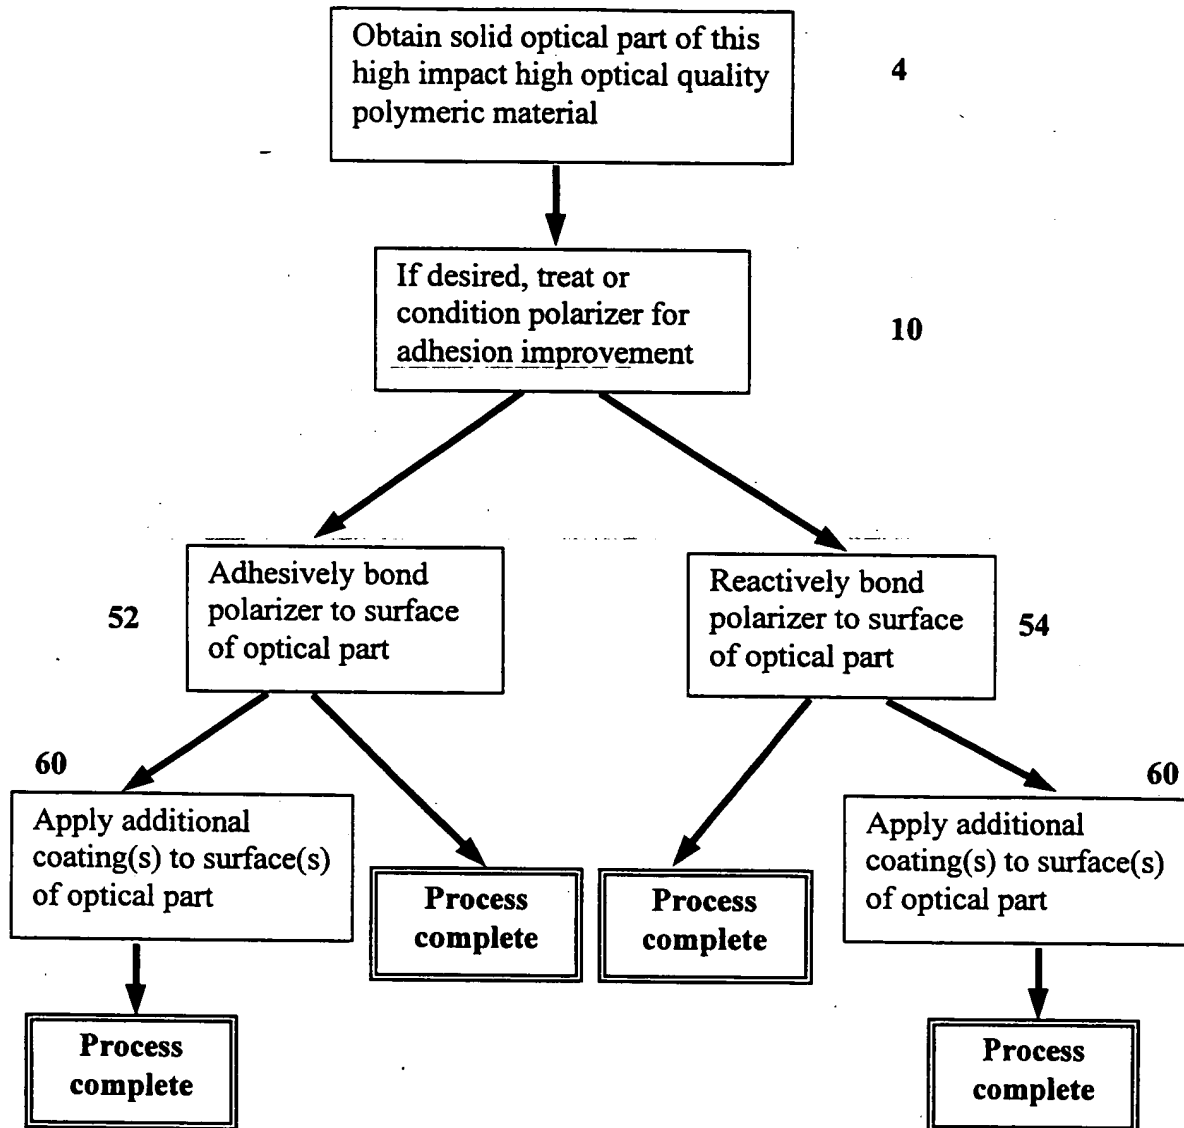 Obtain solid optical part of this
high impact high optical quality
polymeric material
4
If desired, treat or
condition polarizer for
adhesion improvement
10
Adhesively bond
polarizer to surface
of optical part
52
Reactively bond
polarizer to surface
of optical part
54
60
Apply additional
coating(s) to surface(s)
of optical part
Process
complete
Process
complete
60
Apply additional
coating(s) to surface(s)
of optical part
Process
complete
Process
complete